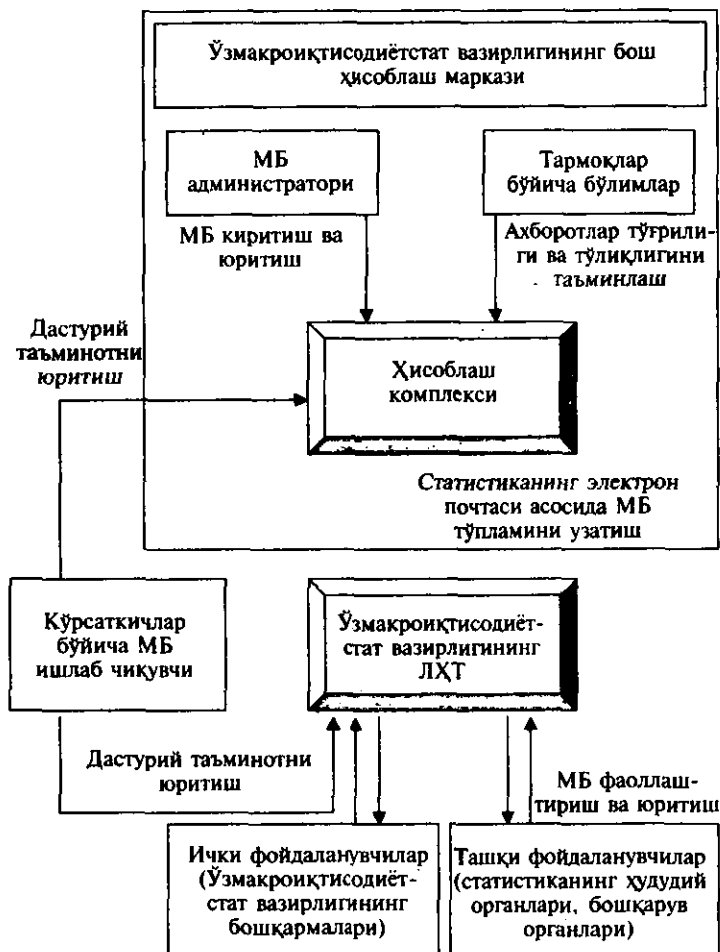 Ўзмакроиқтисодиётстат вазирлигининг бош
ҳисоблаш маркази
МБ
администратори
Тармоқлар
бўйича бўлимлар
МБ киритиш ва
юритиш
Ахборотлар тўғрили-
ги ва тўлиқлигини
таъминлаш
Дастурий
таъминотни
юритиш
Ҳисоблаш
комплекси
Статистиканинг электрон
почтаси асосида МБ
тўпламини узатиш
Кўрсаткичлар
бўйича МБ
ишлаб чиқувчи
Ўзмакроиқтисодиёт-
стат вазирлигининг
ЛҲТ
Дастурий таъминотни
юритиш
МБ фаоллаш-
тириш ва юритиш
Ички фойдаланувчилар
(Ўзмакроиқтисодиёт-
стат вазирлигининг
бошқармалари)
Ташқи фойдаланувчилар
(статистиканинг ҳудудий
органлари, бошқарув
органлари)